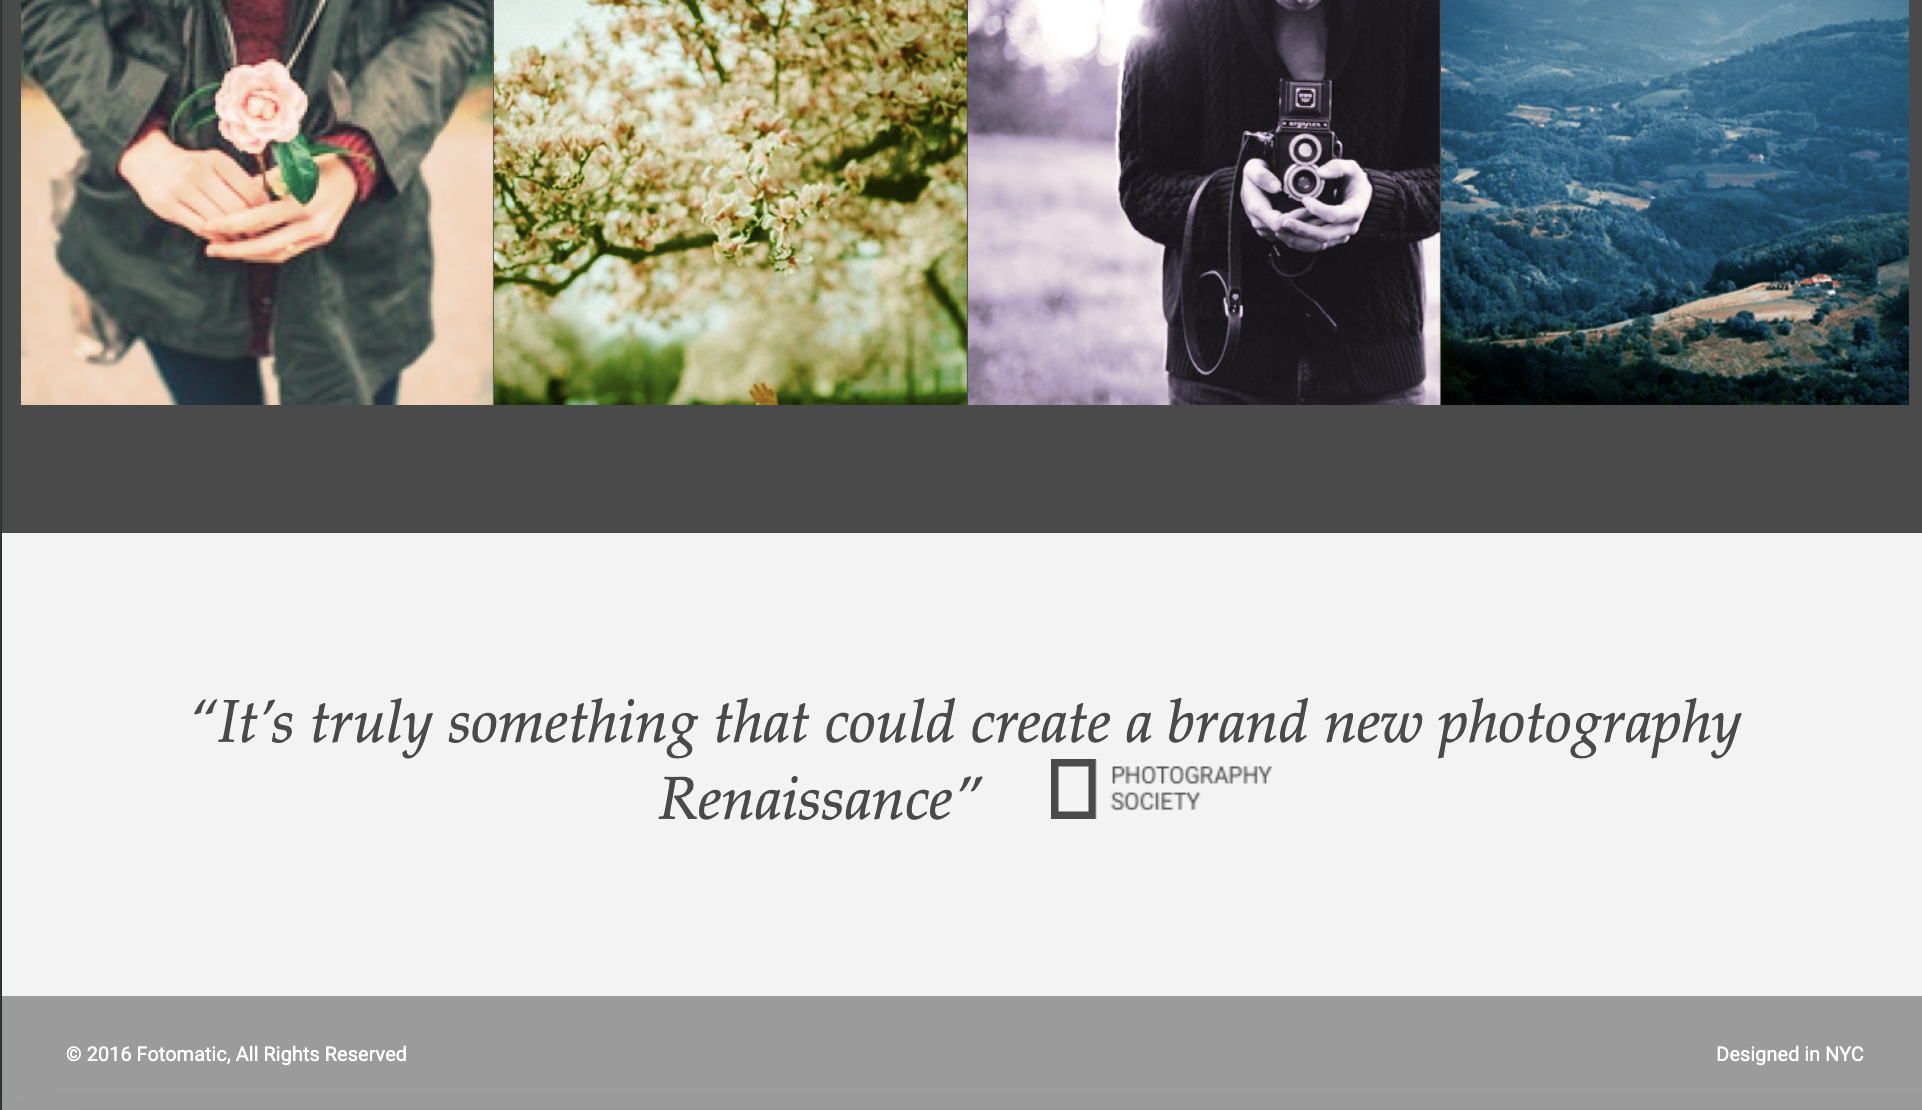 argoflex
“It’s truly something that could create a brand new photography
Renaissance”
PHOTOGRAPHY
SOCIETY
© 2016 Fotomatic, All Rights Reserved
Designed in NYC